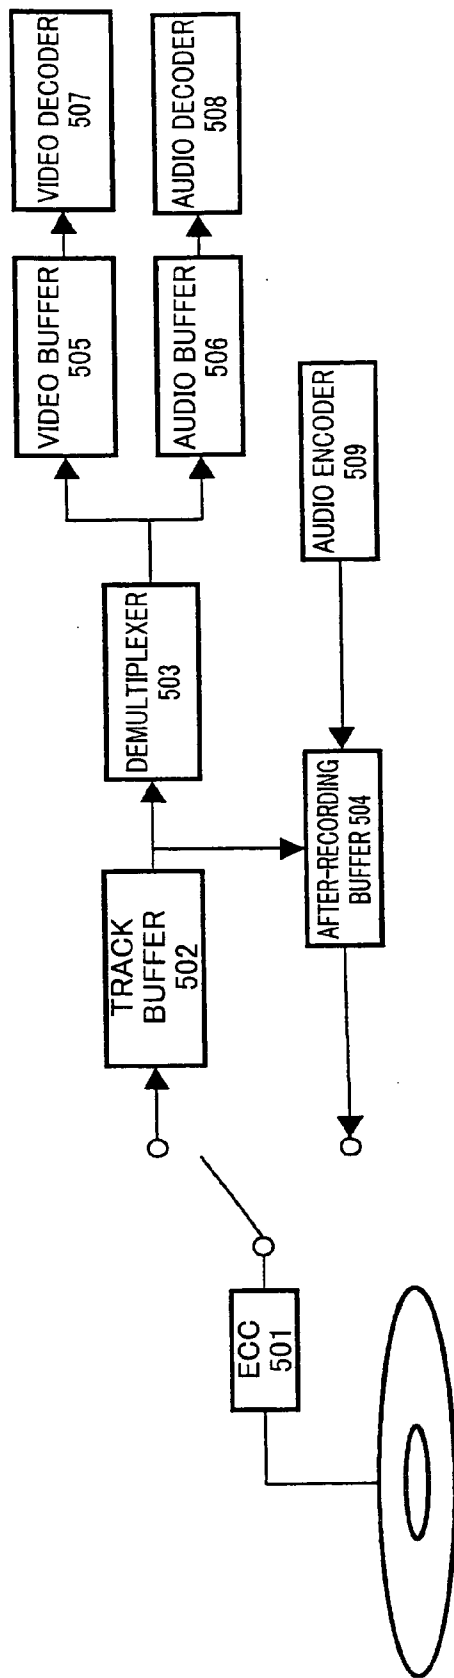 ECC
501
TRACK
BUFFER
502
DEMULTIPLEXER
503
AFTER-RECORDING
BUFFER 504
VIDEO BUFFER
505
AUDIO BUFFER
506
VIDEO DECODER
507
AUDIO DECODER
508
AUDIO ENCODER
509